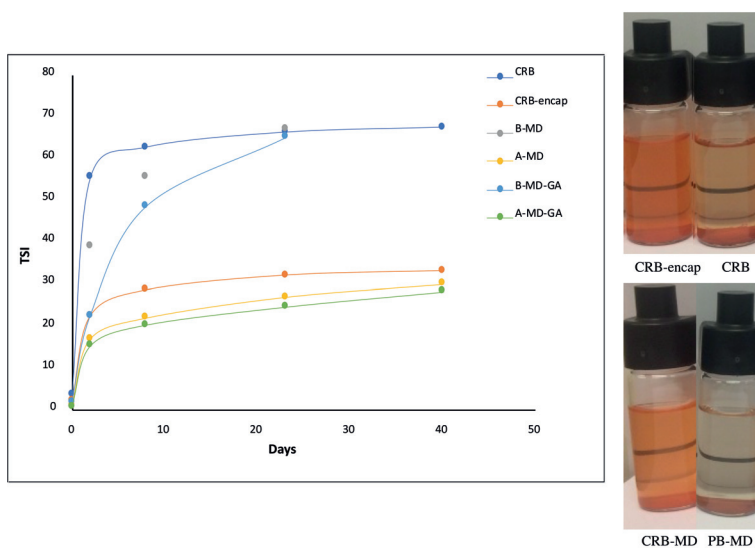 80
70
60
50
40
30
20
10
0
TSI
0 10 20 30 40 50
Days
CRB
CRB-encap
B-MD
A-MD
B-MD-GA
A-MD-GA
CRB-encap CRB
CRB-MD PB-MD